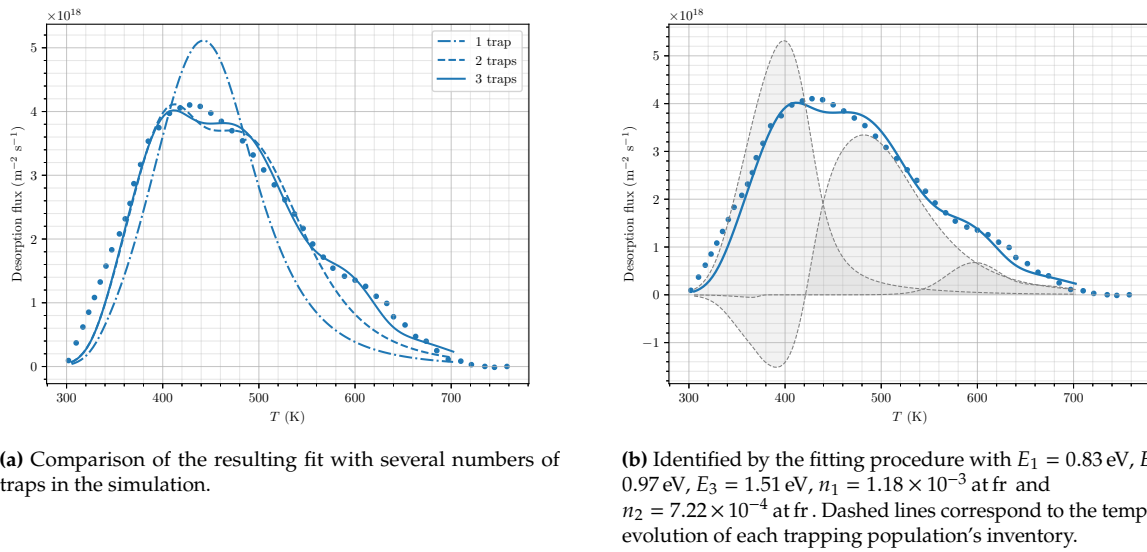 ×10¹⁸
5
4
3
2
1
0
300 400 500 600 700
T (K)
Desorption flux (m⁻² s⁻¹)
1 trap
2 traps
3 traps
(a) Comparison of the resulting fit with several numbers of
traps in the simulation.
×10¹⁸
5
4
3
2
1
0
−1
300 400 500 600 700
T (K)
Desorption flux (m⁻² s⁻¹)
(b) Identified by the fitting procedure with E₁ = 0.83 eV, E
0.97 eV, E₃ = 1.51 eV, n₁ = 1.18 × 10⁻³ at fr and
n₂ = 7.22 × 10⁻⁴ at fr . Dashed lines correspond to the temp
evolution of each trapping population's inventory.